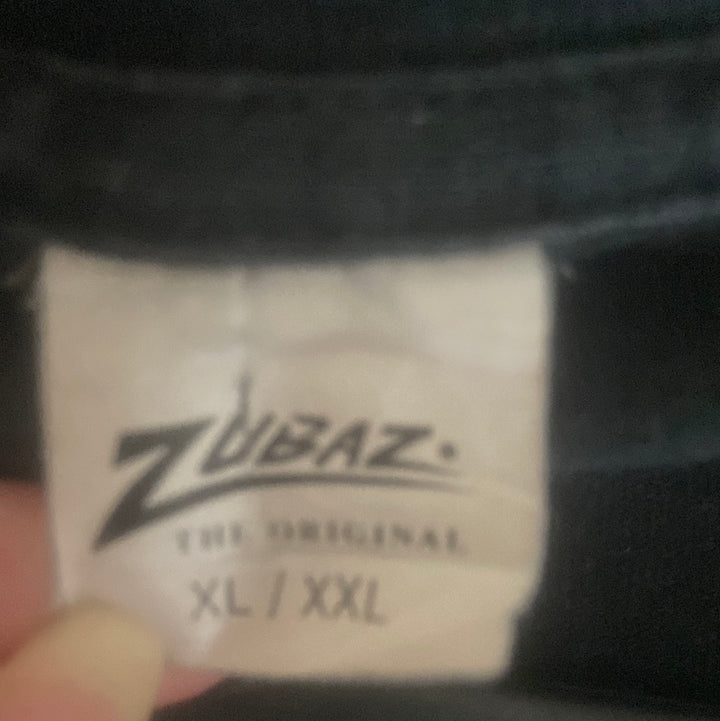 ZUBAZ.
THE ORIGINAL
XL / XXL